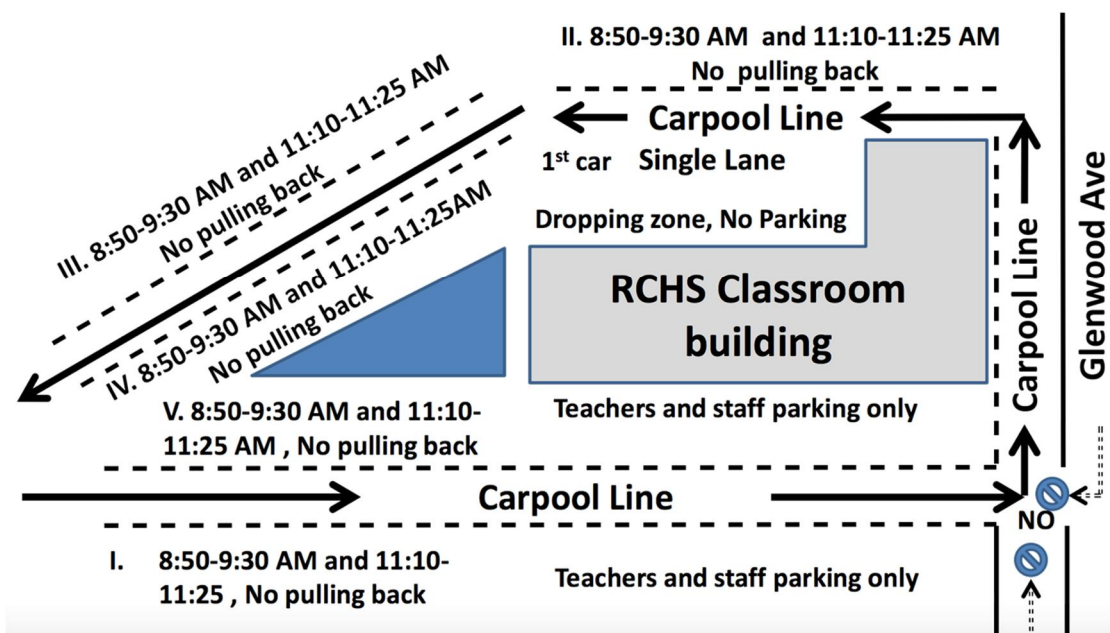 II. 8:50-9:30 AM and 11:10-11:25 AM
No pulling back
Carpool Line
1st car Single Lane
Dropping zone, No Parking
III. 8:50-9:30 AM and 11:10-11:25 AM
No pulling back
IV. 8:50-9:30 AM and 11:10-11:25AM
No pulling back
RCHS Classroom
building
Carpool Line
Glenwood Ave
V. 8:50-9:30 AM and 11:10-
11:25 AM , No pulling back
Teachers and staff parking only
Carpool Line
NO
I. 8:50-9:30 AM and 11:10-
11:25 , No pulling back
Teachers and staff parking only